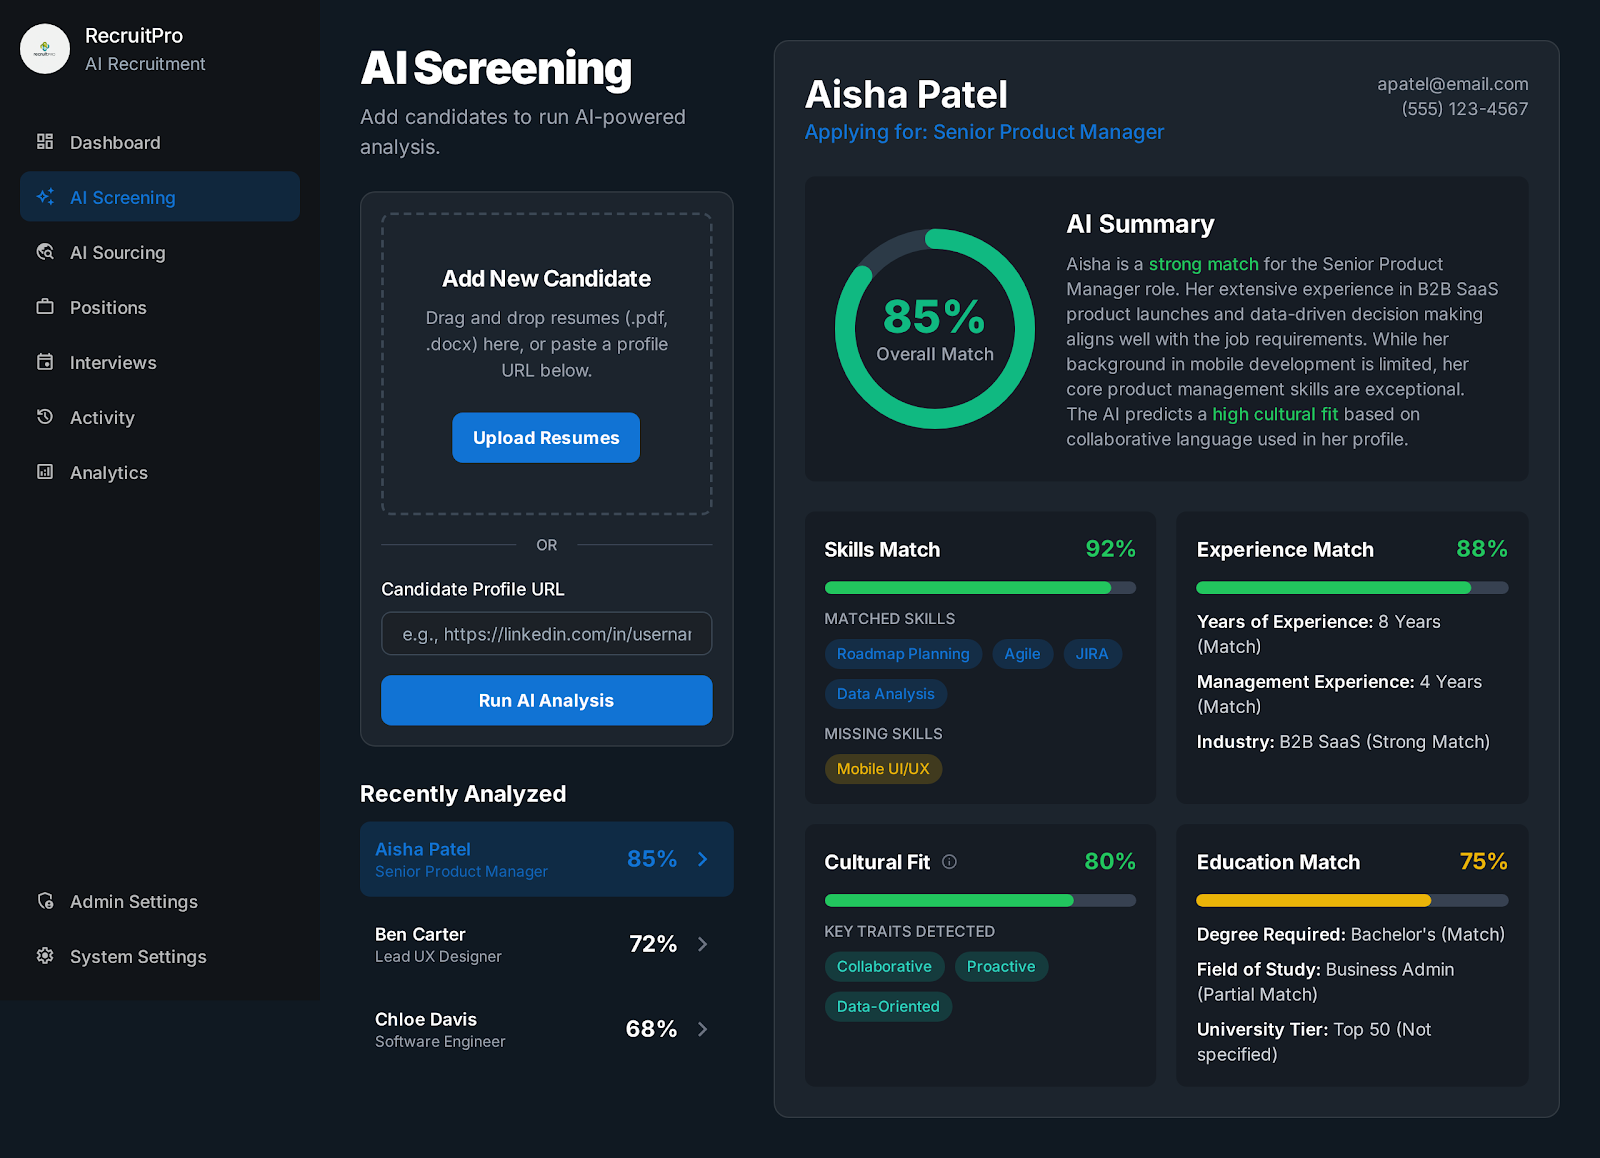 RecruitPro
AI Recruitment
Dashboard
AI Screening
AI Sourcing
Positions
Interviews
Activity
Analytics
Admin Settings
System Settings
AI Screening
Add candidates to run AI-powered
analysis.
Add New Candidate
Drag and drop resumes (.pdf,
.docx) here, or paste a profile
URL below.
Upload Resumes
OR
Candidate Profile URL
e.g., https://linkedin.com/in/usernar
Run AI Analysis
Recently Analyzed
Aisha Patel
Senior Product Manager
85%
Ben Carter
Lead UX Designer
72%
Chloe Davis
Software Engineer
68%
Aisha Patel
Applying for: Senior Product Manager
apatel@email.com
(555) 123-4567
85%
Overall Match
AI Summary
Aisha is a strong match for the Senior Product
Manager role. Her extensive experience in B2B SaaS
product launches and data-driven decision making
aligns well with the job requirements. While her
background in mobile development is limited, her
core product management skills are exceptional.
The AI predicts a high cultural fit based on
collaborative language used in her profile.
Skills Match 92%
MATCHED SKILLS
Roadmap Planning Agile JIRA
Data Analysis
MISSING SKILLS
Mobile UI/UX
Experience Match 88%
Years of Experience: 8 Years
(Match)
Management Experience: 4 Years
(Match)
Industry: B2B SaaS (Strong Match)
Cultural Fit 80%
KEY TRAITS DETECTED
Collaborative Proactive
Data-Oriented
Education Match 75%
Degree Required: Bachelor's (Match)
Field of Study: Business Admin
(Partial Match)
University Tier: Top 50 (Not
specified)